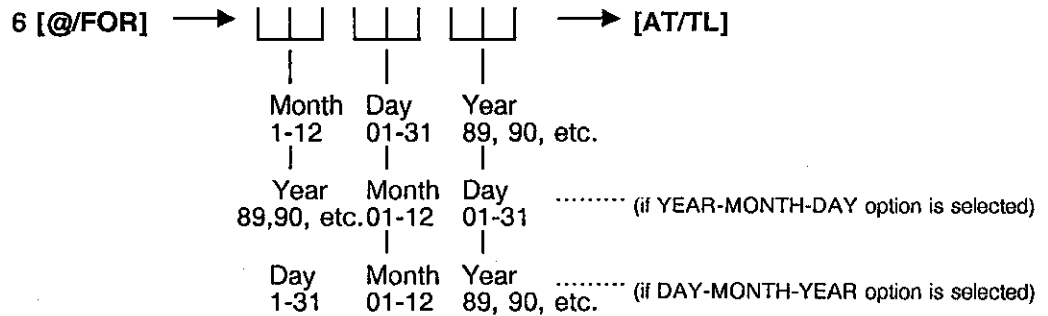 6 [@/FOR] [AT/TL]
Month Day Year
1-12 01-31 89, 90, etc.
Year Month Day
89,90, etc. 01-12 01-31 ......... (if YEAR-MONTH-DAY option is selected)
Day Month Year
1-31 01-12 89, 90, etc. ........ (if DAY-MONTH-YEAR option is selected)